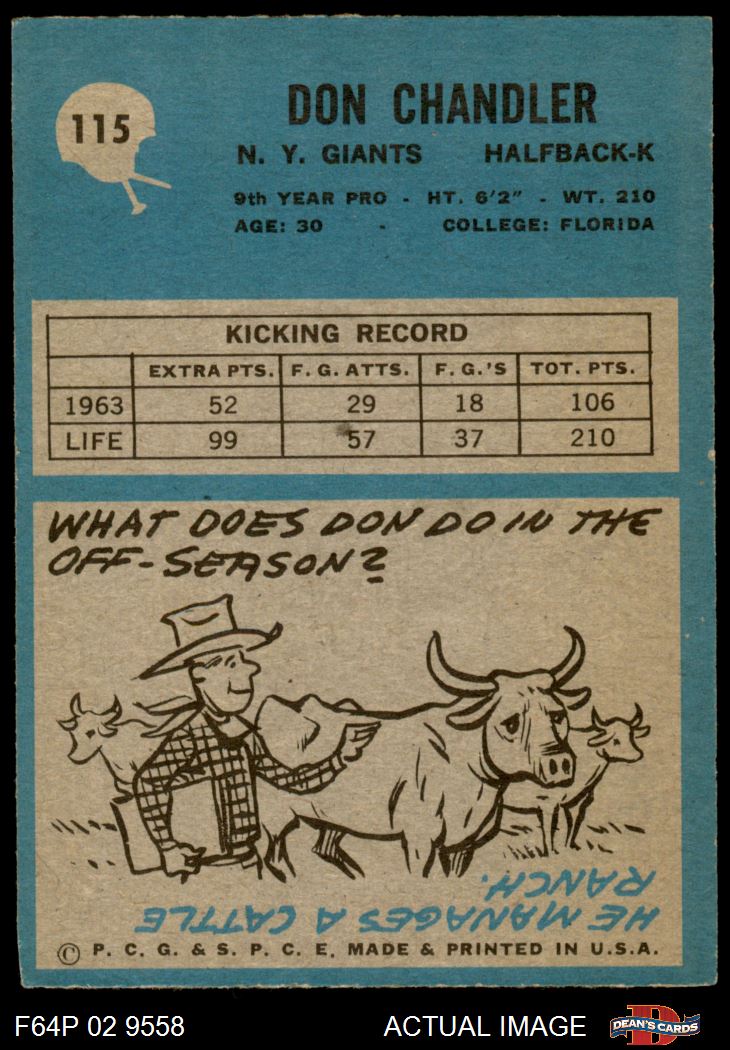 115
DON CHANDLER
N. Y. GIANTS HALFBACK-K
9th YEAR PRO - HT. 6'2" - WT. 210
AGE: 30 - COLLEGE: FLORIDA
KICKING RECORD
EXTRA PTS. F. G. ATTS. F. G.'S TOT. PTS.
1963 52 29 18 106
LIFE 99 57 37 210
WHAT DOES DON DO IN THE
OFF-SEASON?
HE MANAGES A CATTLE
RANCH.
© P. C. G. & S. P. C. E. MADE & PRINTED IN U.S.A.
F64P 02 9558 ACTUAL IMAGE DEAN'S CARDS